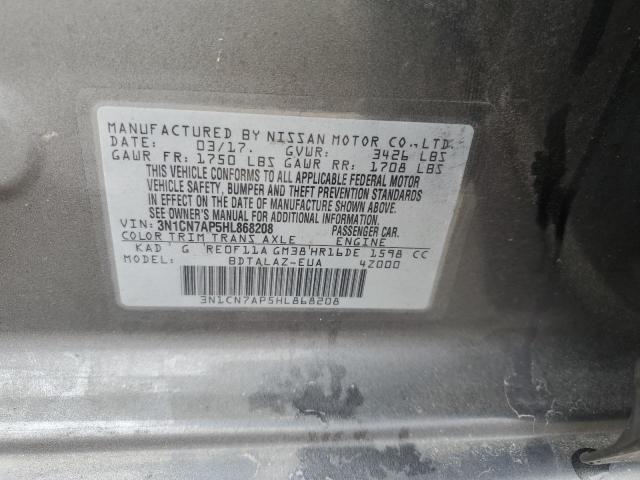 MANUFACTURED BY NISSAN MOTOR CO., LTD.
DATE: 03/17. GVWR: 3426 LBS
GAWR FR: 1750 LBS GAWR RR: 1708 LBS
THIS VEHICLE CONFORMS TO ALL APPLICABLE FEDERAL MOTOR
VEHICLE SAFETY, BUMPER AND THEFT PREVENTION STANDARDS
IN EFFECT ON THE DATE OF MANUFACTURE SHOWN ABOVE.
SEE OWNER'S MANUAL FOR ADDITIONAL INFORMATION
VIN: 3N1CN7AP5HL868208 PASSENGER CAR.
COLOR TRIM TRANS AXLE ENGINE
KAD G RE0F11A GM38 HR16DE 1598 CC
BDTALAZ-EUA 4Z000
3N1CN7AP5HL868208